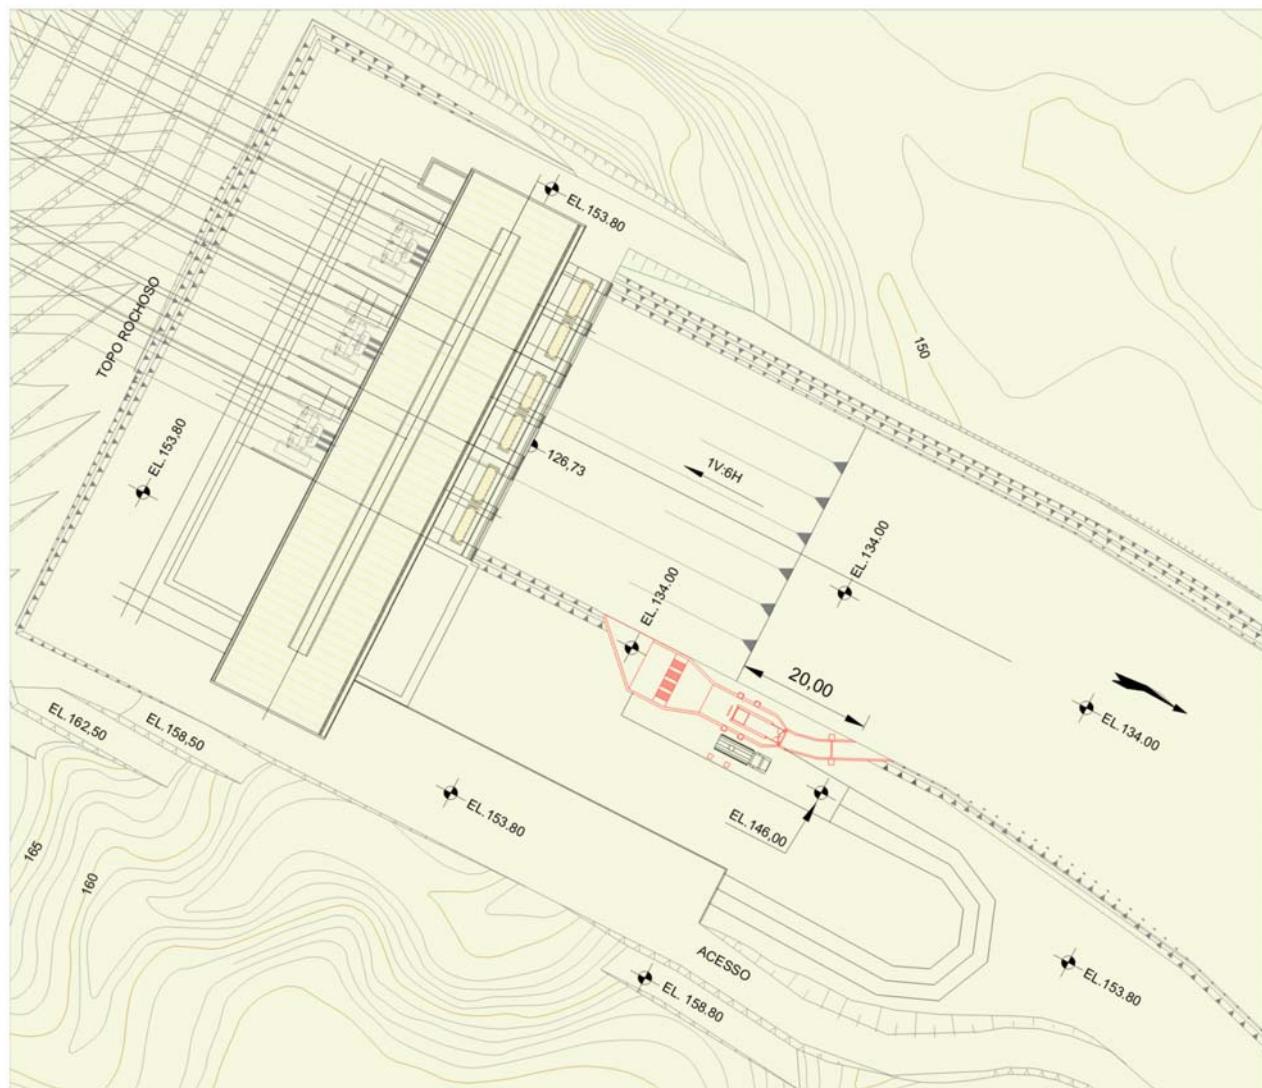 EL.153.80
TOPO ROCHOSO
150
EL.153.80
126,73
1V:6H
EL.134.00
EL.134.00
20,00
EL.134.00
EL.162,50
EL.158,50
EL.153.80
EL.146,00
165
160
ACESSO
EL.153.80
EL. 158.80